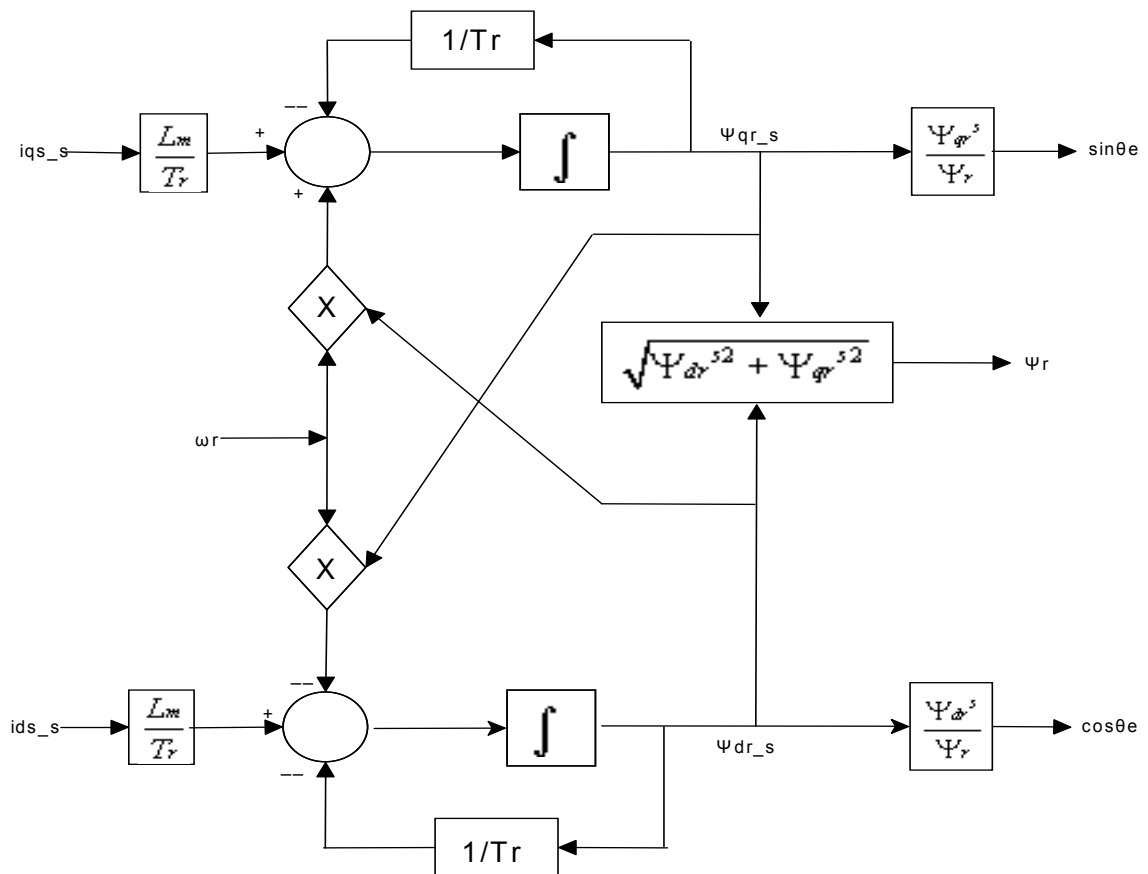 1/Tr
—
iqs_s
Lm
Tr
+
∫
Ψqr_s
Ψqr^s
Ψr
sinθe
+
X
√Ψdr^s2 + Ψqr^s2
Ψr
ωr
X
—
ids_s
Lm
Tr
+
∫
Ψdr_s
Ψdr^s
Ψr
cosθe
—
1/Tr